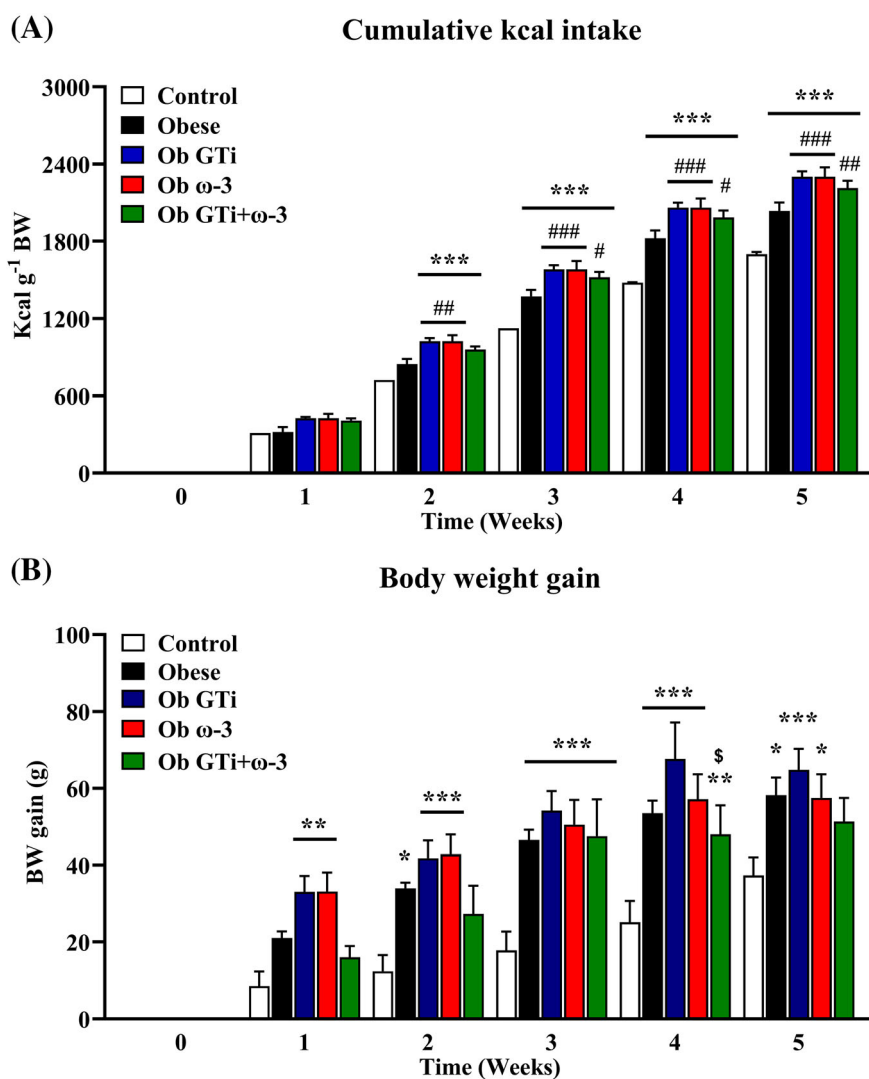 (A)
Cumulative kcal intake
Control
Obese
Ob GTi
Ob ω-3
Ob GTi+ω-3
Kcal g⁻¹ BW
3000
2400
1800
1200
600
0
***
##
***
###
#
***
###
#
***
###
##
0 1 2 3 4 5
Time (Weeks)
(B)
Body weight gain
Control
Obese
Ob GTi
Ob ω-3
Ob GTi+ω-3
BW gain (g)
100
80
60
40
20
0
**
*
***
***
***
$
**
*
***
*
0 1 2 3 4 5
Time (Weeks)